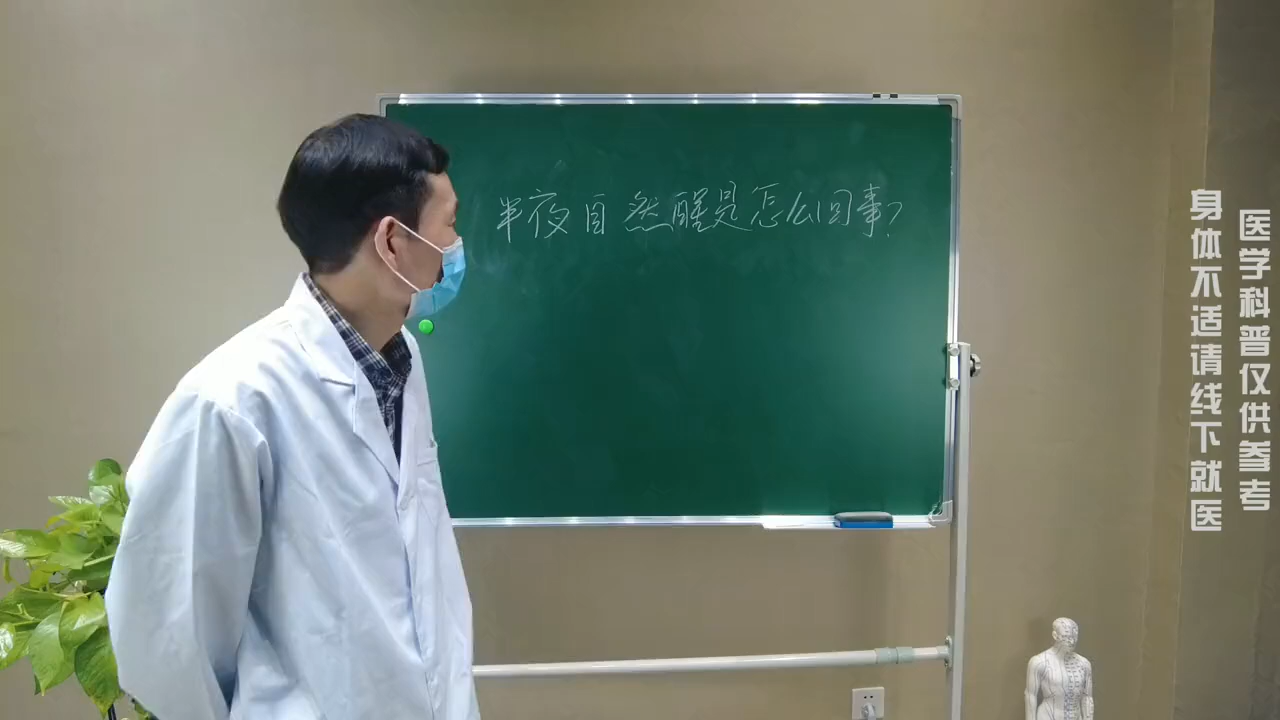 半夜自然醒是怎么回事?
医学科普仅供参考
身体不适请线下就医